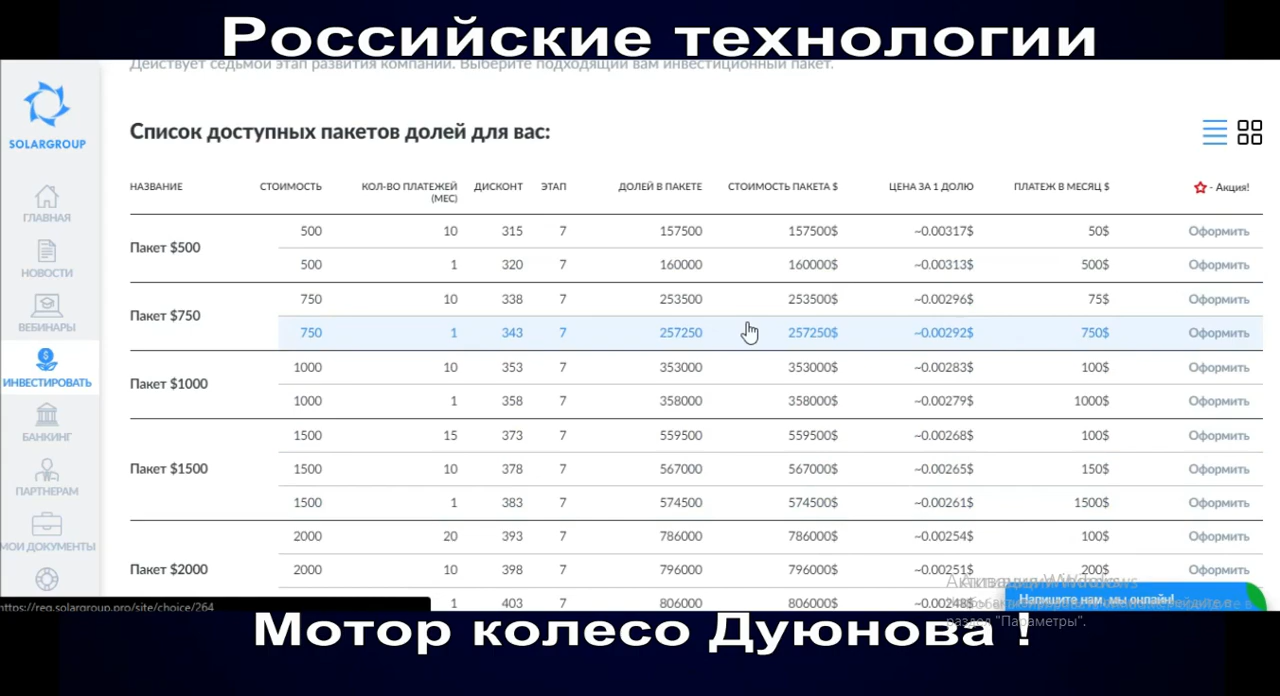 Российские технологии
Действует седьмой этап развития компании. Выберите подходящий вам инвестиционный пакет.
SOLARGROUP
ГЛАВНАЯ
НОВОСТИ
ВЕБИНАРЫ
ИНВЕСТИРОВАТЬ
БАНКИНГ
ПАРТНЕРАМ
МОИ ДОКУМЕНТЫ
Список доступных пакетов долей для вас:
НАЗВАНИЕ СТОИМОСТЬ КОЛ-ВО ПЛАТЕЖЕЙ (МЕС) ДИСКОНТ ЭТАП ДОЛЕЙ В ПАКЕТЕ СТОИМОСТЬ ПАКЕТА $ ЦЕНА ЗА 1 ДОЛЮ ПЛАТЕЖ В МЕСЯЦ $ - Акция!
Пакет $500
500 10 315 7 157500 157500$ ~0.00317$ 50$ Оформить
500 1 320 7 160000 160000$ ~0.00313$ 500$ Оформить
Пакет $750
750 10 338 7 253500 253500$ ~0.00296$ 75$ Оформить
750 1 343 7 257250 257250$ ~0.00292$ 750$ Оформить
Пакет $1000
1000 10 353 7 353000 353000$ ~0.00283$ 100$ Оформить
1000 1 358 7 358000 358000$ ~0.00279$ 1000$ Оформить
Пакет $1500
1500 15 373 7 559500 559500$ ~0.00268$ 100$ Оформить
1500 10 378 7 567000 567000$ ~0.00265$ 150$ Оформить
1500 1 383 7 574500 574500$ ~0.00261$ 1500$ Оформить
Пакет $2000
2000 20 393 7 786000 786000$ ~0.00254$ 100$ Оформить
2000 10 398 7 796000 796000$ ~0.00251$ 200$ Оформить
1 403 7 806000 806000$ ~0.00248$
Напишите нам, мы онлайн!
раздел "Параметры".
https://reg.solargroup.pro/site/choice/264
Мотор колесо Дуюнова !